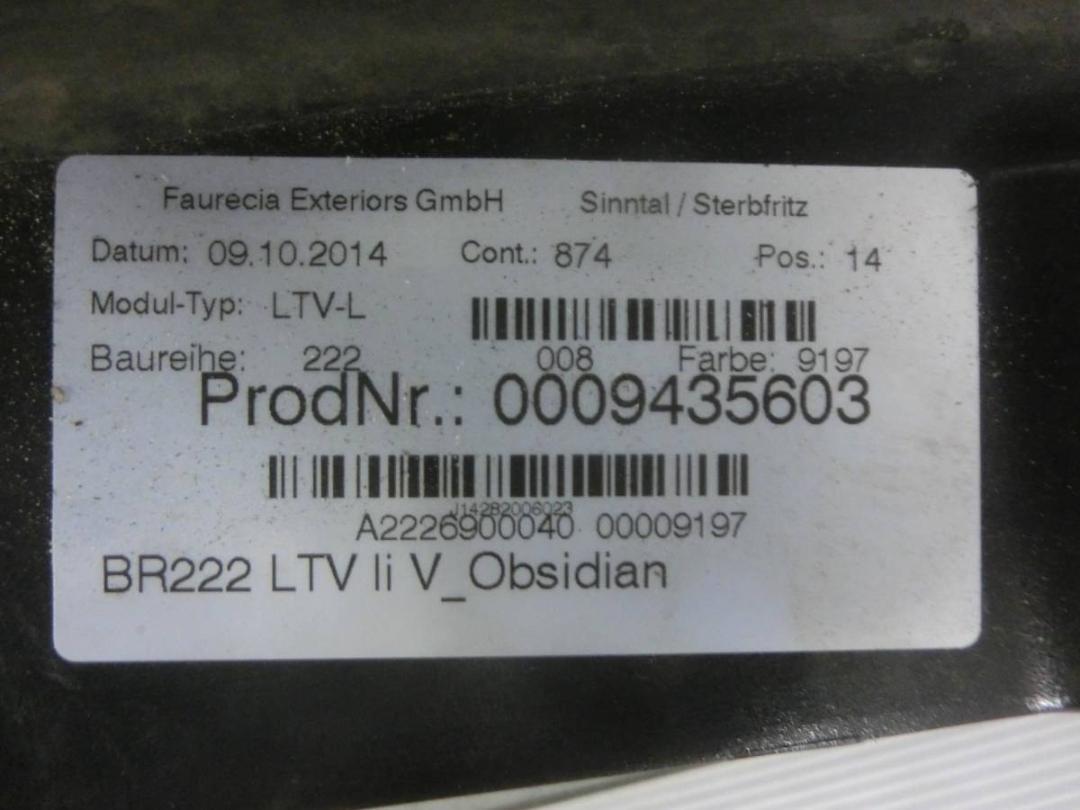 Faurecia Exteriors GmbH Sinntal / Sterbfritz
Datum: 09.10.2014 Cont.: 874 Pos.: 14
Modul-Typ: LTV-L
Baureihe: 222 008 Farbe: 9197
ProdNr.: 0009435603
J14282006023
A2226900040 00009197
BR222 LTV li V_Obsidian